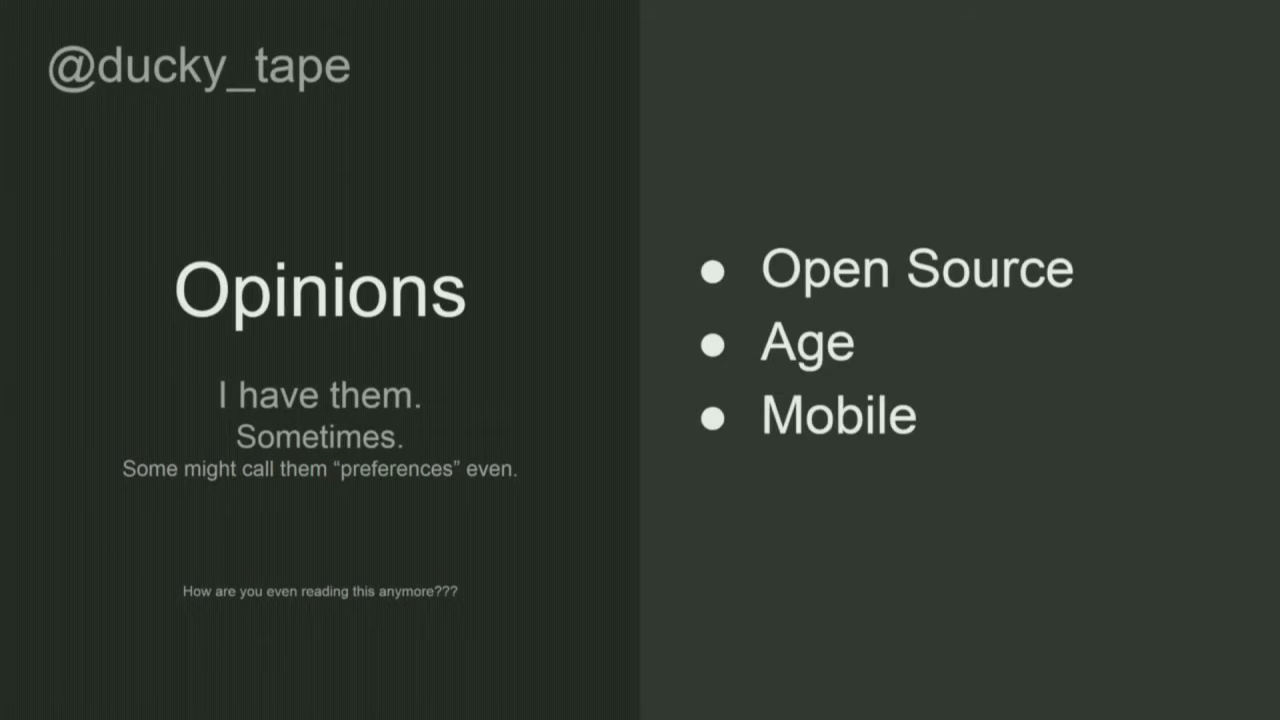 @ducky_tape
Opinions
I have them.
Sometimes.
Some might call them “preferences” even.
How are you even reading this anymore???
● Open Source
● Age
● Mobile